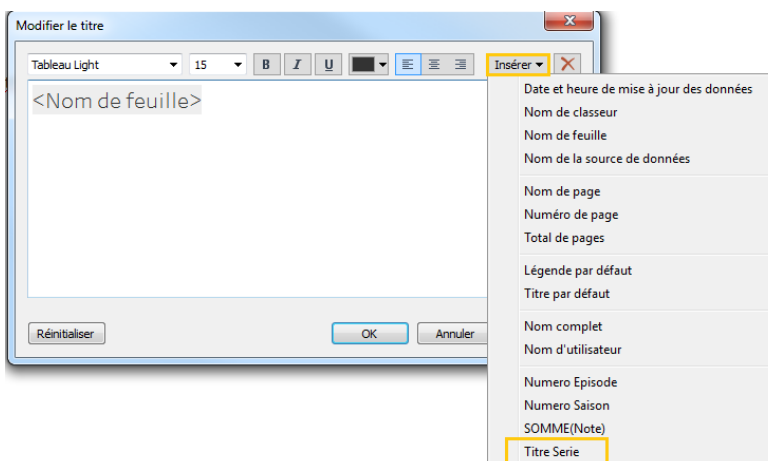 Modifier le titre
Tableau Light 15 B I U Insérer
<Nom de feuille>
Réinitialiser OK Annuler
Date et heure de mise à jour des données
Nom de classeur
Nom de feuille
Nom de la source de données
Nom de page
Numéro de page
Total de pages
Légende par défaut
Titre par défaut
Nom complet
Nom d'utilisateur
Numero Episode
Numero Saison
SOMME(Note)
Titre Serie